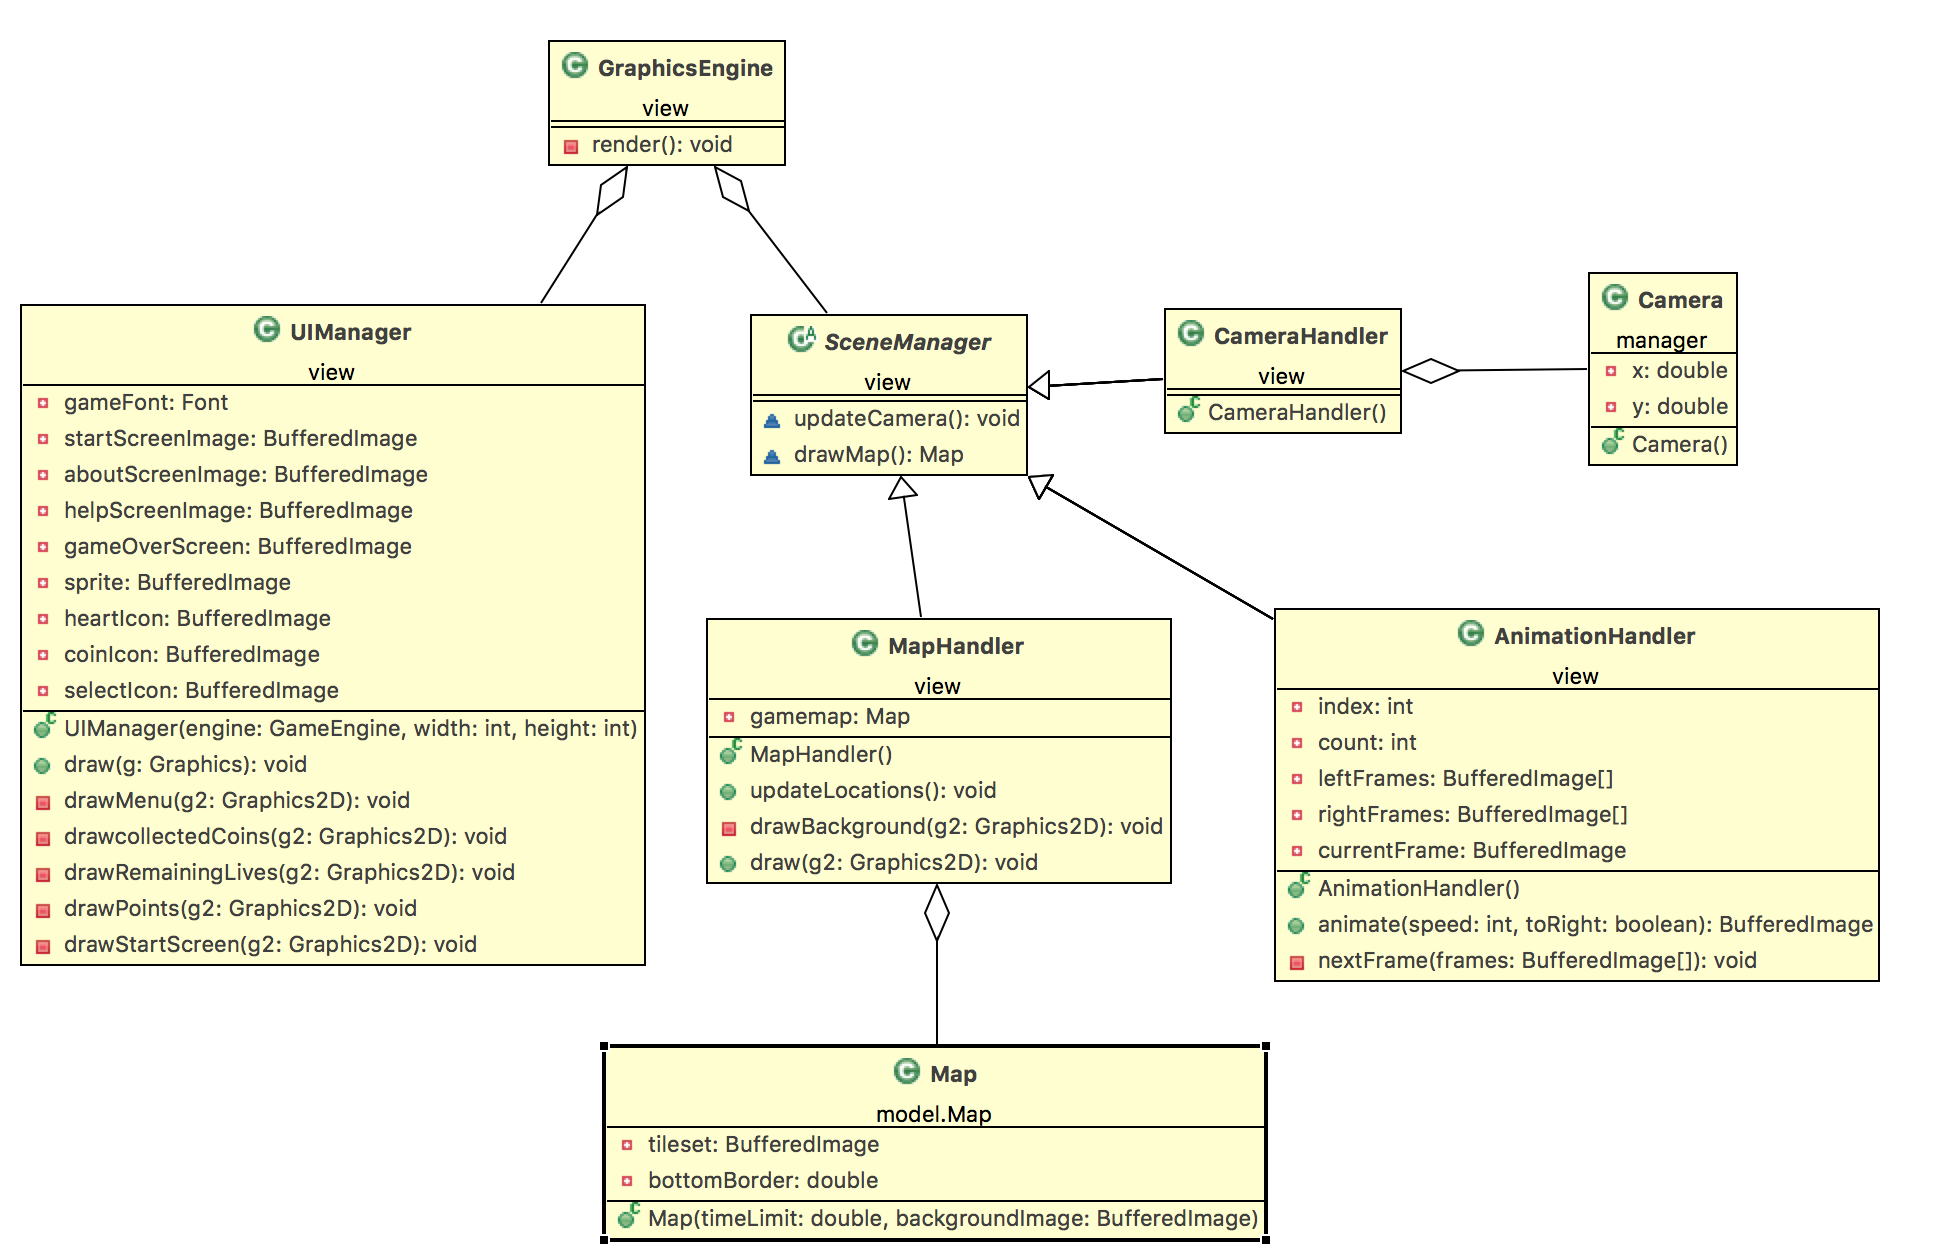 GraphicsEngine
view
render(): void
UIManager
view
gameFont: Font
startScreenImage: BufferedImage
aboutScreenImage: BufferedImage
helpScreenImage: BufferedImage
gameOverScreen: BufferedImage
sprite: BufferedImage
heartIcon: BufferedImage
coinIcon: BufferedImage
selectIcon: BufferedImage
UIManager(engine: GameEngine, width: int, height: int)
draw(g: Graphics): void
drawMenu(g2: Graphics2D): void
drawcollectedCoins(g2: Graphics2D): void
drawRemainingLives(g2: Graphics2D): void
drawPoints(g2: Graphics2D): void
drawStartScreen(g2: Graphics2D): void
SceneManager
view
updateCamera(): void
drawMap(): Map
CameraHandler
view
CameraHandler()
Camera
manager
x: double
y: double
Camera()
MapHandler
view
gamemap: Map
MapHandler()
updateLocations(): void
drawBackground(g2: Graphics2D): void
draw(g2: Graphics2D): void
AnimationHandler
view
index: int
count: int
leftFrames: BufferedImage[]
rightFrames: BufferedImage[]
currentFrame: BufferedImage
AnimationHandler()
animate(speed: int, toRight: boolean): BufferedImage
nextFrame(frames: BufferedImage[]): void
Map
model.Map
tileset: BufferedImage
bottomBorder: double
Map(timeLimit: double, backgroundImage: BufferedImage)